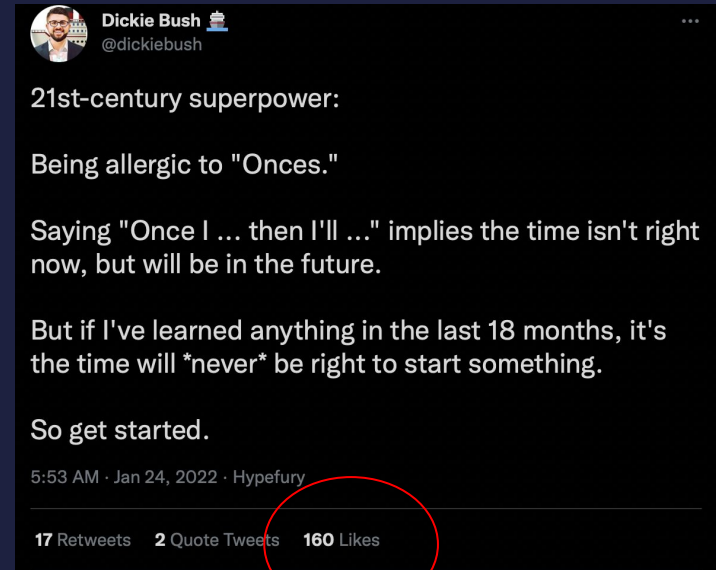 Dickie Bush 🚢
@dickiebush
21st-century superpower:
Being allergic to "Onces."
Saying "Once I ... then I'll ..." implies the time isn't right
now, but will be in the future.
But if I've learned anything in the last 18 months, it's
the time will *never* be right to start something.
So get started.
5:53 AM · Jan 24, 2022 · Hypefury
17 Retweets 2 Quote Tweets 160 Likes